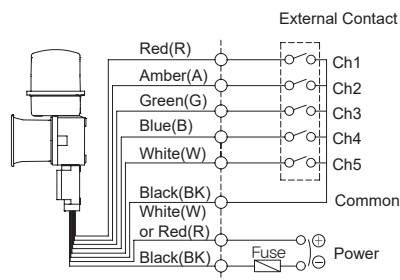 External Contact
Red(R)
Ch1
Amber(A)
Ch2
Green(G)
Ch3
Blue(B)
Ch4
White(W)
Ch5
Black(BK)
Common
White(W)
or Red(R)
Fuse
Power
Black(BK)